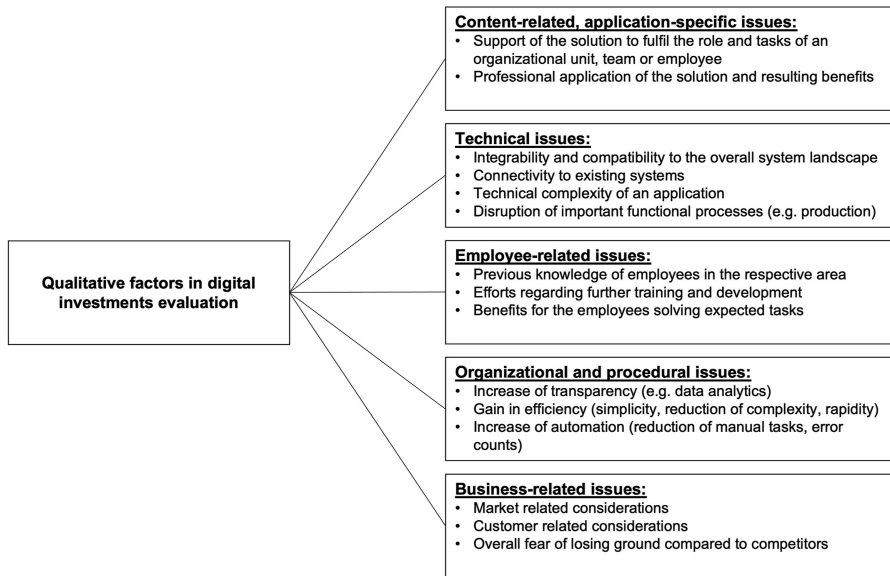 Content-related, application-specific issues:
• Support of the solution to fulfil the role and tasks of an
organizational unit, team or employee
• Professional application of the solution and resulting benefits
Technical issues:
• Integrability and compatibility to the overall system landscape
• Connectivity to existing systems
• Technical complexity of an application
• Disruption of important functional processes (e.g. production)
Qualitative factors in digital
investments evaluation
Employee-related issues:
• Previous knowledge of employees in the respective area
• Efforts regarding further training and development
• Benefits for the employees solving expected tasks
Organizational and procedural issues:
• Increase of transparency (e.g. data analytics)
• Gain in efficiency (simplicity, reduction of complexity, rapidity)
• Increase of automation (reduction of manual tasks, error
counts)
Business-related issues:
• Market related considerations
• Customer related considerations
• Overall fear of losing ground compared to competitors